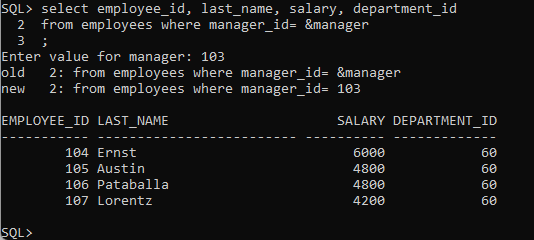 SQL> select employee_id, last_name, salary, department_id
  2  from employees where manager_id= &manager
  3  ;
Enter value for manager: 103
old   2: from employees where manager_id= &manager
new   2: from employees where manager_id= 103

EMPLOYEE_ID LAST_NAME                     SALARY DEPARTMENT_ID
----------- ------------------------- ---------- -------------
        104 Ernst                           6000            60
        105 Austin                          4800            60
        106 Pataballa                       4800            60
        107 Lorentz                         4200            60

SQL>